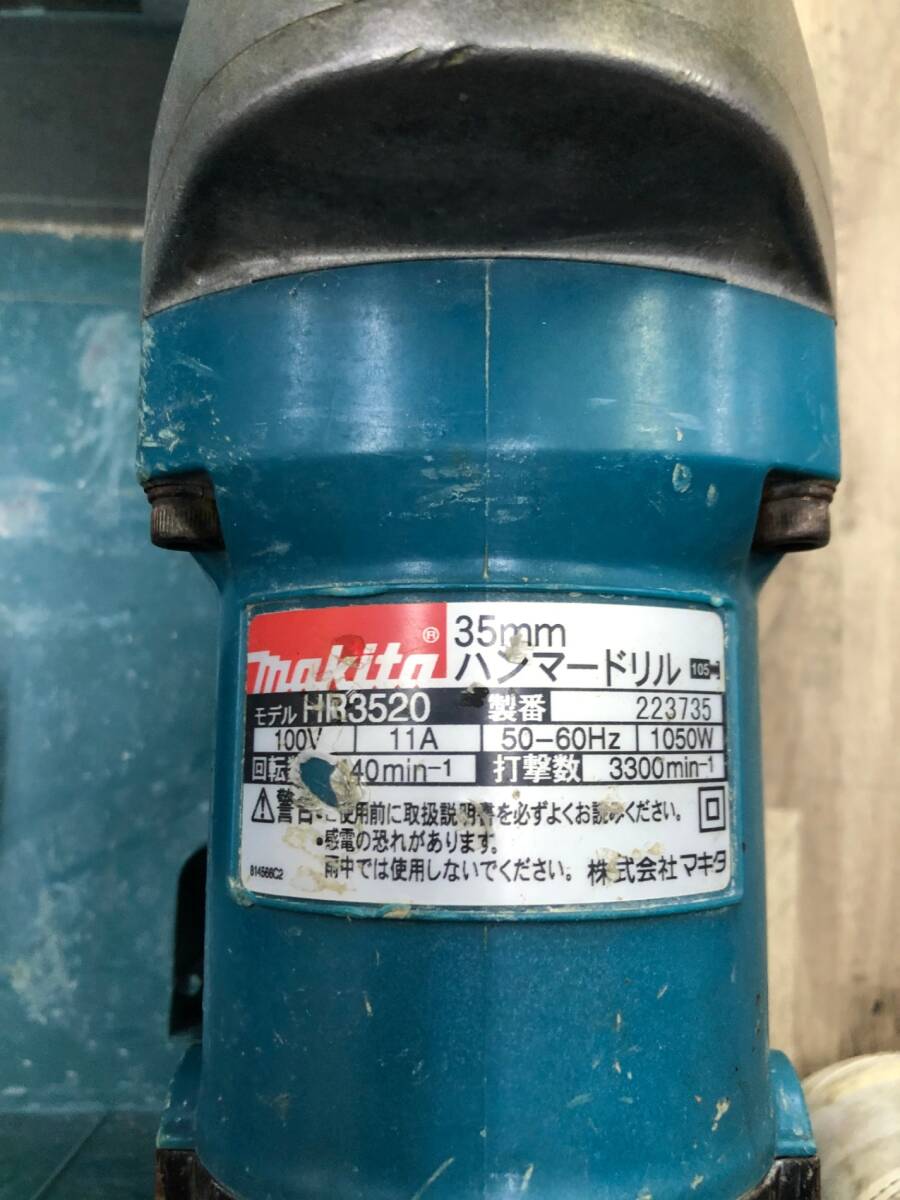 makita® 35mm
ハンマードリル 105
モデル HR3520 製番 223735
100V 11A 50-60Hz 1050W
回転 40min-1 打撃数 3300min-1
警告 ご使用前に取扱説明書を必ずよくお読みください。
・感電の恐れがあります。
雨中では使用しないでください。 株式会社マキタ
814566C2